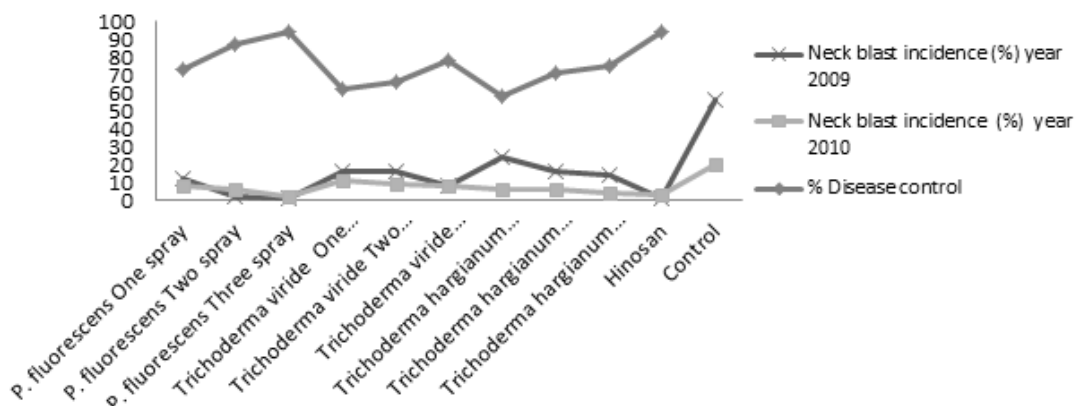 100
90
80
70
60
50
40
30
20
10
0
P. fluorescens One spray
P. fluorescens Two spray
P. fluorescens Three spray
Trichoderma viride One...
Trichoderma viride Two...
Trichoderma viride...
Trichoderma hargianum...
Trichoderma hargianum...
Trichoderma hargianum...
Hinosan
Control
Neck blast incidence (%) year
2009
Neck blast incidence (%) year
2010
% Disease control